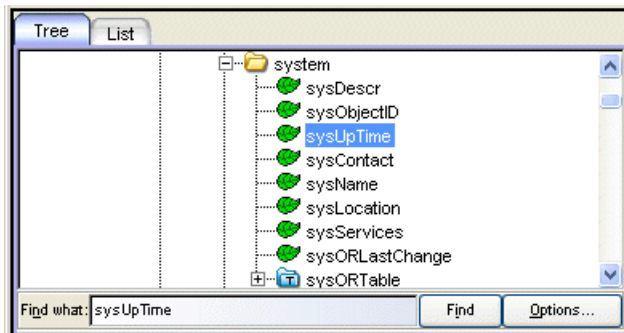 Tree List
system
sysDescr
sysObjectID
sysUpTime
sysContact
sysName
sysLocation
sysServices
sysORLastChange
T sysORTable
Find what: sysUpTime Find Options...